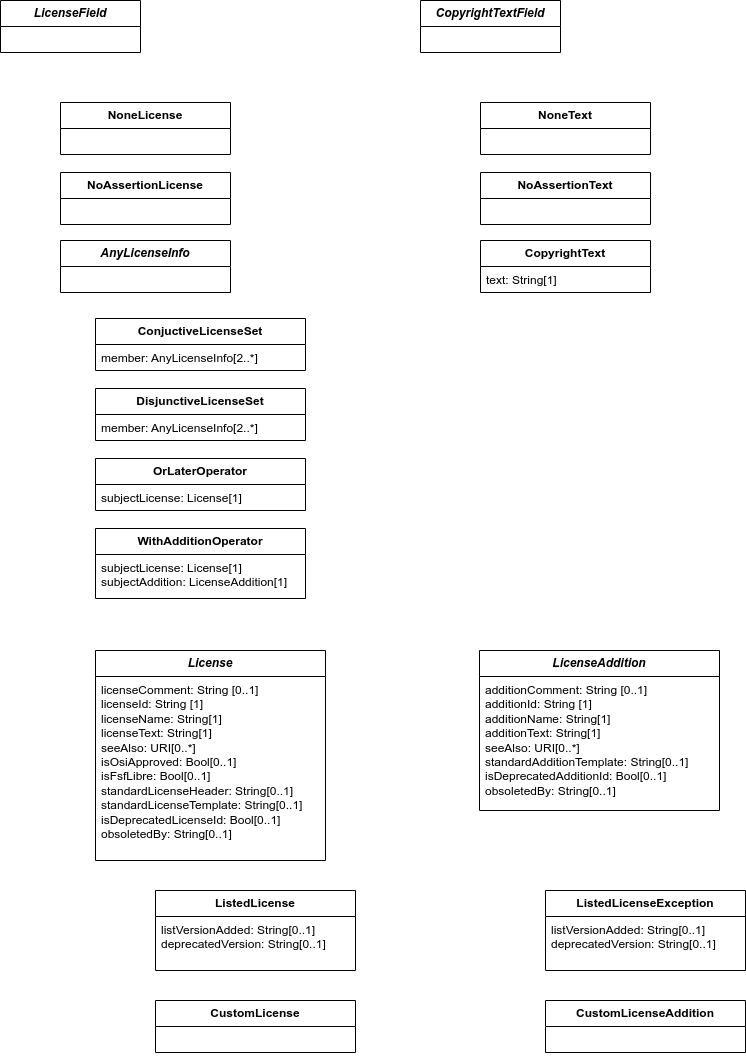 LicenseField
CopyrightTextField
NoneLicense
NoneText
NoAssertionLicense
NoAssertionText
AnyLicenseInfo
CopyrightText
text: String[1]
ConjuctiveLicenseSet
member: AnyLicenseInfo[2..*]
DisjunctiveLicenseSet
member: AnyLicenseInfo[2..*]
OrLaterOperator
subjectLicense: License[1]
WithAdditionOperator
subjectLicense: License[1]
subjectAddition: LicenseAddition[1]
License
licenseComment: String [0..1]
licenseId: String [1]
licenseName: String[1]
licenseText: String[1]
seeAlso: URI[0..*]
isOsiApproved: Bool[0..1]
isFsfLibre: Bool[0..1]
standardLicenseHeader: String[0..1]
standardLicenseTemplate: String[0..1]
isDeprecatedLicenseId: Bool[0..1]
obsoletedBy: String[0..1]
LicenseAddition
additionComment: String [0..1]
additionId: String [1]
additionName: String[1]
additionText: String[1]
seeAlso: URI[0..*]
standardAdditionTemplate: String[0..1]
isDeprecatedAdditionId: Bool[0..1]
obsoletedBy: String[0..1]
ListedLicense
listVersionAdded: String[0..1]
deprecatedVersion: String[0..1]
ListedLicenseException
listVersionAdded: String[0..1]
deprecatedVersion: String[0..1]
CustomLicense
CustomLicenseAddition